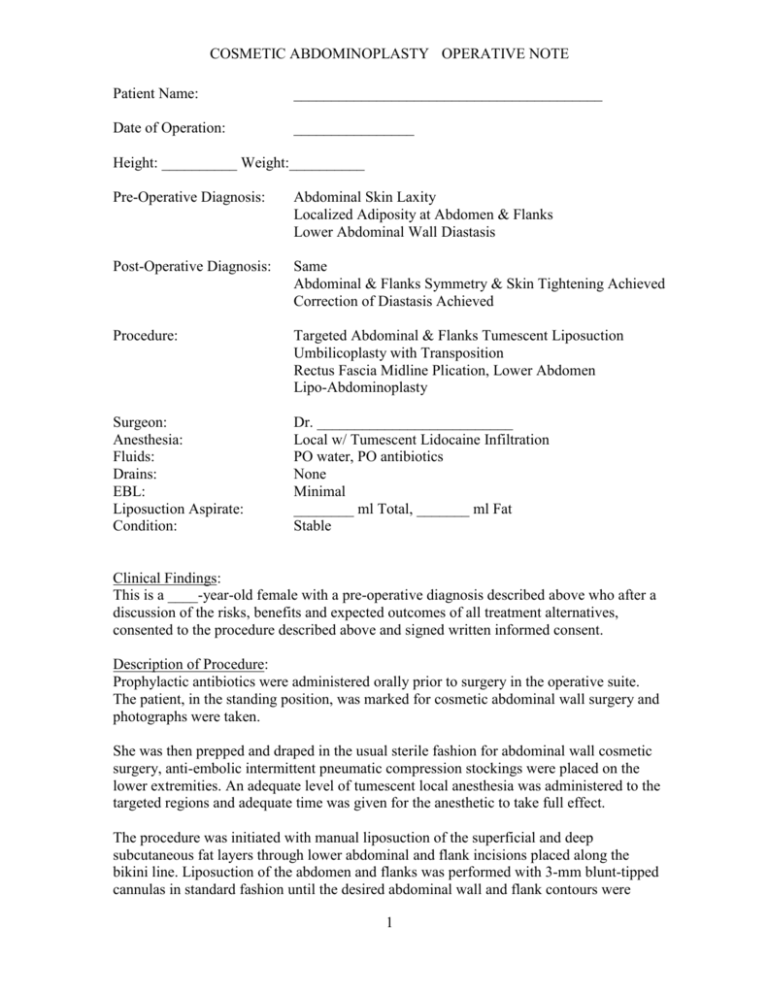 COSMETIC ABDOMINOPLASTY OPERATIVE NOTE
Patient Name: _________________________________________
Date of Operation: ________________
Height: __________ Weight:__________
Pre-Operative Diagnosis: Abdominal Skin Laxity
Localized Adiposity at Abdomen & Flanks
Lower Abdominal Wall Diastasis
Post-Operative Diagnosis: Same
Abdominal & Flanks Symmetry & Skin Tightening Achieved
Correction of Diastasis Achieved
Procedure: Targeted Abdominal & Flanks Tumescent Liposuction
Umbilicoplasty with Transposition
Rectus Fascia Midline Plication, Lower Abdomen
Lipo-Abdominoplasty
Surgeon: Dr. __________________________
Anesthesia: Local w/ Tumescent Lidocaine Infiltration
Fluids: PO water, PO antibiotics
Drains: None
EBL: Minimal
Liposuction Aspirate: ________ ml Total, _______ ml Fat
Condition: Stable
Clinical Findings:
This is a ____-year-old female with a pre-operative diagnosis described above who after a
discussion of the risks, benefits and expected outcomes of all treatment alternatives,
consented to the procedure described above and signed written informed consent.
Description of Procedure:
Prophylactic antibiotics were administered orally prior to surgery in the operative suite.
The patient, in the standing position, was marked for cosmetic abdominal wall surgery and
photographs were taken.
She was then prepped and draped in the usual sterile fashion for abdominal wall cosmetic
surgery, anti-embolic intermittent pneumatic compression stockings were placed on the
lower extremities. An adequate level of tumescent local anesthesia was administered to the
targeted regions and adequate time was given for the anesthetic to take full effect.
The procedure was initiated with manual liposuction of the superficial and deep
subcutaneous fat layers through lower abdominal and flank incisions placed along the
bikini line. Liposuction of the abdomen and flanks was performed with 3-mm blunt-tipped
cannulas in standard fashion until the desired abdominal wall and flank contours were
1